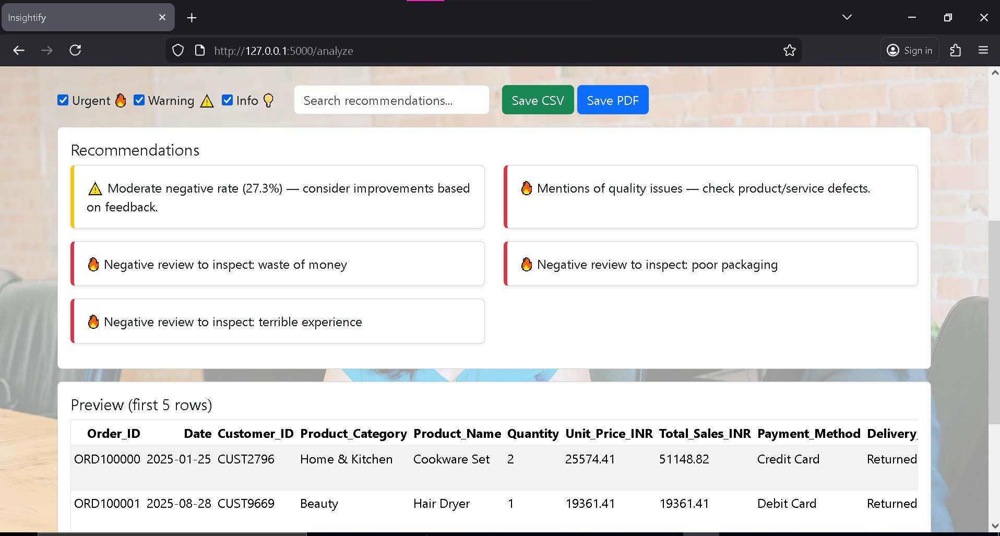 Insightify
http://127.0.0.1:5000/analyze
Sign in
Urgent 🔥 Warning ⚠ Info 💡 Search recommendations... Save CSV Save PDF
Recommendations
⚠ Moderate negative rate (27.3%) — consider improvements based
on feedback.
🔥 Mentions of quality issues — check product/service defects.
🔥 Negative review to inspect: waste of money
🔥 Negative review to inspect: poor packaging
🔥 Negative review to inspect: terrible experience
Preview (first 5 rows)
Order_ID Date Customer_ID Product_Category Product_Name Quantity Unit_Price_INR Total_Sales_INR Payment_Method Delivery_
ORD100000 2025-01-25 CUST2796 Home & Kitchen Cookware Set 2 25574.41 51148.82 Credit Card Returned
ORD100001 2025-08-28 CUST9669 Beauty Hair Dryer 1 19361.41 19361.41 Debit Card Returned